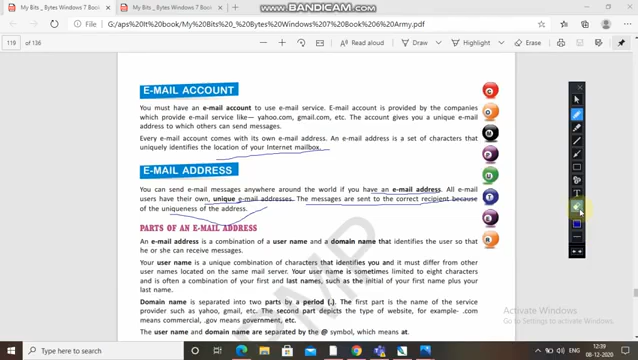 WWW.BANDICAM.COM
My Bits _ Bytes Windows 7 Book
My Bits _ Bytes Windows 7 Book
File | G:/aps%20It%20book/My%20Bits%20_%20Bytes%20Windows%207%20Book%206%20Army.pdf
119 of 136
Read aloud
Draw
Highlight
Erase
E-MAIL ACCOUNT
You must have an e-mail account to use e-mail service. E-mail account is provided by the companies
which provide e-mail service like— yahoo.com, gmail.com, etc. The account gives you a unique e-mail
address to which others can send messages.
Every e-mail account comes with its own e-mail address. An e-mail address is a set of characters that
uniquely identifies the location of your Internet mailbox.
E-MAIL ADDRESS
You can send e-mail messages anywhere around the world if you have an e-mail address. All e-mail
users have their own, unique e-mail addresses. The messages are sent to the correct recipient because
of the uniqueness of the address.
PARTS OF AN E-MAIL ADDRESS
An e-mail address is a combination of a user name and a domain name that identifies the user so that
he or she can receive messages.
Your user name is a unique combination of characters that identifies you and it must differ from other
user names located on the same mail server. Your user name is sometimes limited to eight characters
and is often a combination of your first and last names, such as the initial of your first name plus your
last name.
Domain name is separated into two parts by a period (.). The first part is the name of the service
provider such as yahoo, gmail, etc. The second part depicts the type of website, for example- .com
means commercial, .gov means government, etc.
The user name and domain name are separated by the @ symbol, which means at.
C
O
M
P
U
T
E
R
Activate Windows
Go to Settings to activate Windows.
ENG
12:39
08-12-2020